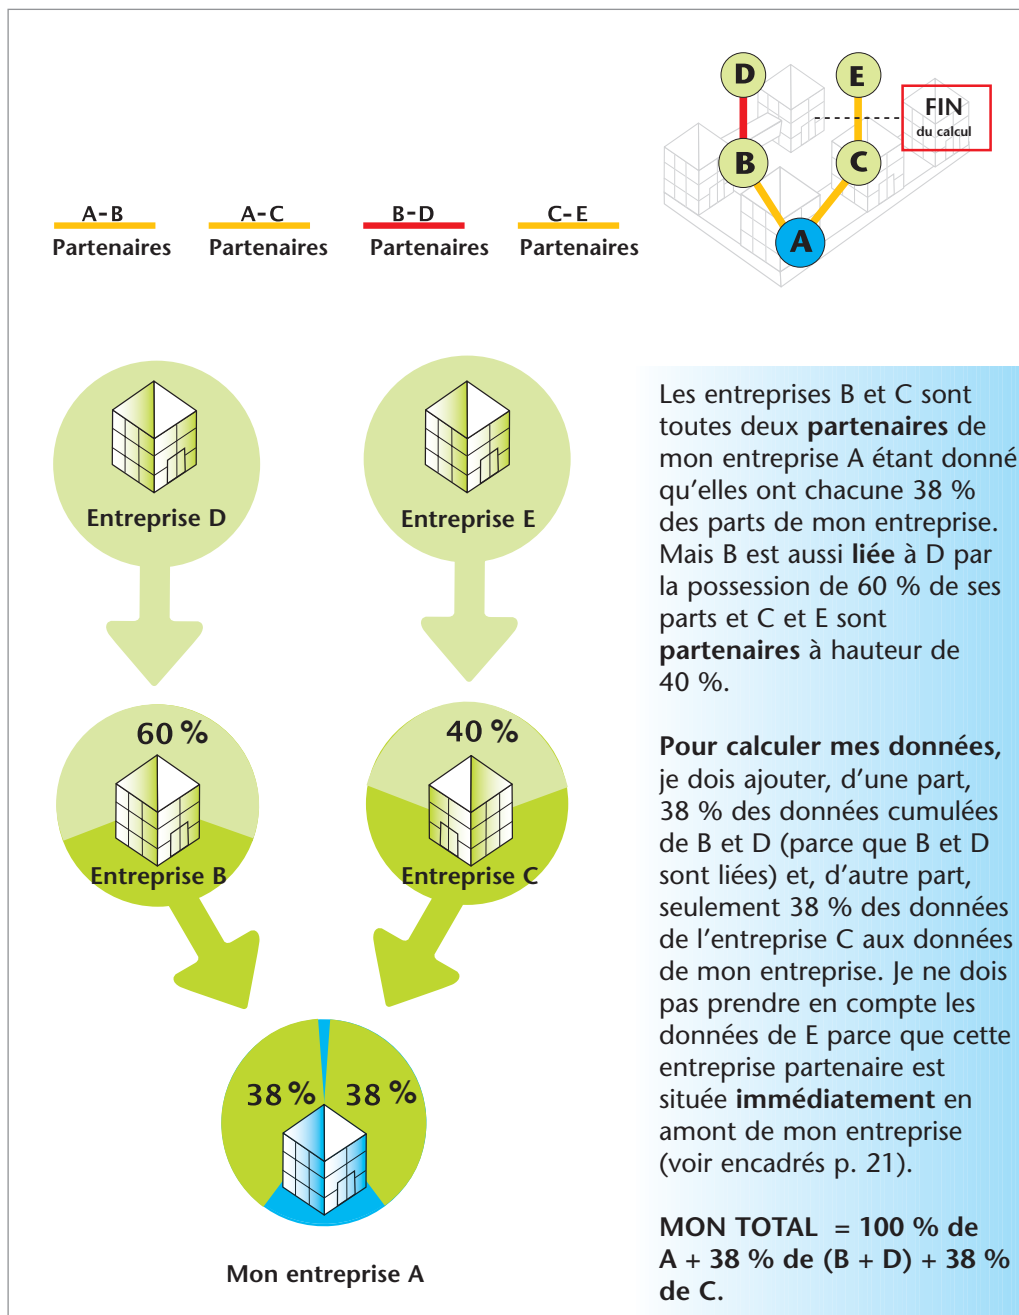 D
E
FIN
du calcul
B
C
A
A-B
Partenaires
A-C
Partenaires
B-D
Partenaires
C-E
Partenaires
Entreprise D
Entreprise E
60 %
40 %
Entreprise B
Entreprise C
38 %
38 %
Mon entreprise A
Les entreprises B et C sont
toutes deux partenaires de
mon entreprise A étant donné
qu'elles ont chacune 38 %
des parts de mon entreprise.
Mais B est aussi liée à D par
la possession de 60 % de ses
parts et C et E sont
partenaires à hauteur de
40 %.
Pour calculer mes données,
je dois ajouter, d'une part,
38 % des données cumulées
de B et D (parce que B et D
sont liées) et, d'autre part,
seulement 38 % des données
de l'entreprise C aux données
de mon entreprise. Je ne dois
pas prendre en compte les
données de E parce que cette
entreprise partenaire est
située immédiatement en
amont de mon entreprise
(voir encadrés p. 21).
MON TOTAL = 100 % de
A + 38 % de (B + D) + 38 %
de C.